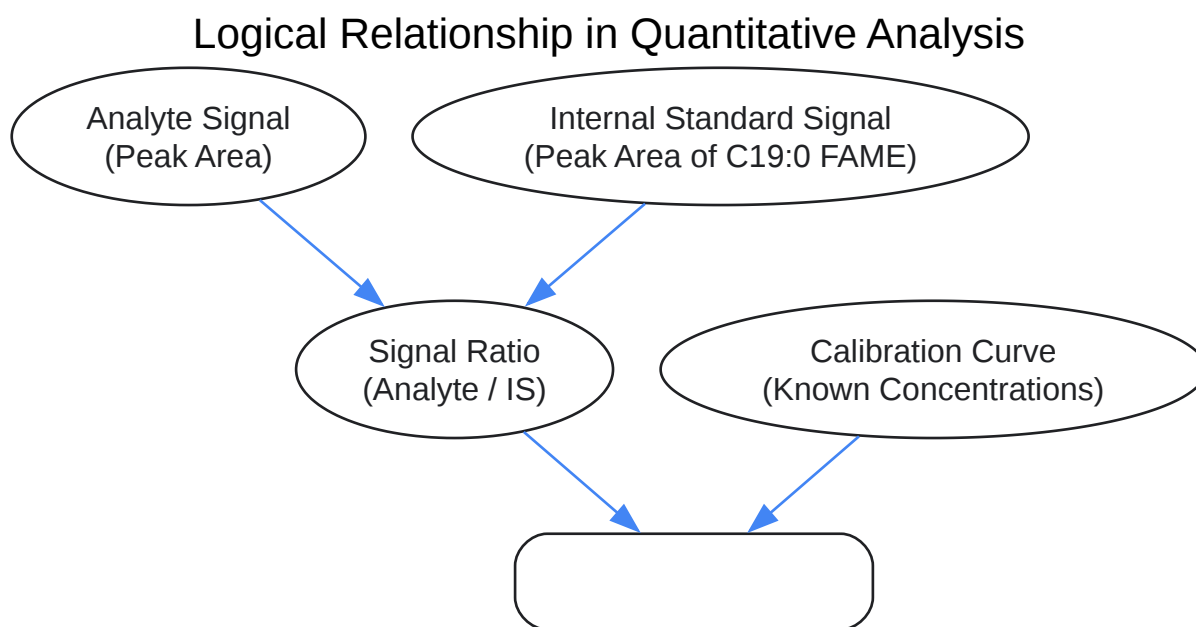 Logical Relationship in Quantitative Analysis
Analyte Signal
(Peak Area)
Internal Standard Signal
(Peak Area of C19:0 FAME)
Signal Ratio
(Analyte / IS)
Calibration Curve
(Known Concentrations)